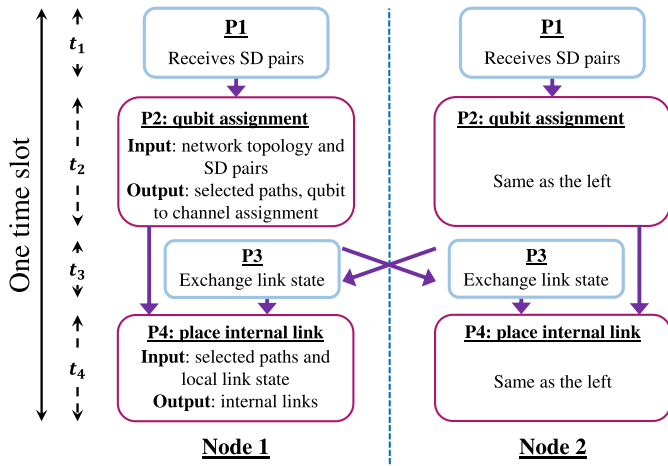 One time slot
t1
t2
t3
t4
P1
Receives SD pairs
P2: qubit assignment
Input: network topology and
SD pairs
Output: selected paths, qubit
to channel assignment
P3
Exchange link state
P4: place internal link
Input: selected paths and
local link state
Output: internal links
Node 1
P1
Receives SD pairs
P2: qubit assignment
Same as the left
P3
Exchange link state
P4: place internal link
Same as the left
Node 2